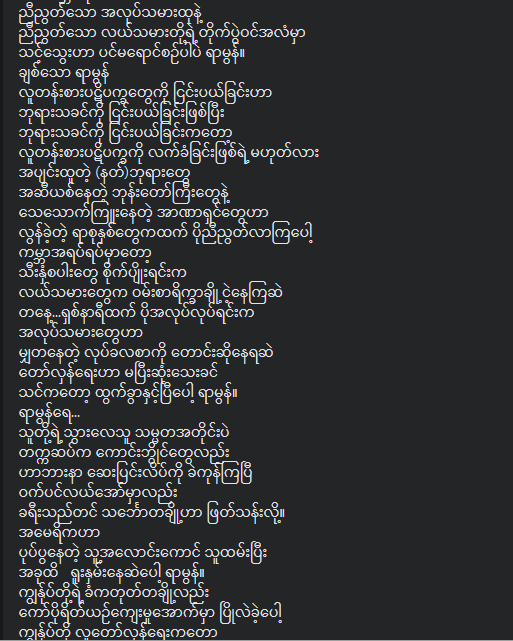 ညီညွတ်သော အလုပ်သမားထုနဲ့
ညီညွတ်သော လယ်သမားတို့ရဲ့ တိုက်ပွဲဝင်အလံမှာ
သင့်သွေးဟာ ပင်မရောင်စဉ်ပါပဲ ရာမွန်။
ချစ်သော ရာမွန်
လူတန်းစားပဋိပက္ခတွေကို ငြင်းပယ်ခြင်းဟာ
ဘုရားသခင်ကို ငြင်းပယ်ခြင်းဖြစ်ပြီး
ဘုရားသခင်ကို ငြင်းပယ်ခြင်းကတော့
လူတန်းစားပဋိပက္ခကို လက်ခံခြင်းဖြစ်ရဲ့မဟုတ်လား
အပျင်းထူတဲ့ (နတ်)ဘုရားတွေ
အဆီယစ်နေတဲ့ ဘုန်းတော်ကြီးတွေနဲ့
သေသောက်ကြူးနေတဲ့ အာဏာရှင်တွေဟာ
လွန်ခဲ့တဲ့ ရာစုနှစ်တွေကထက် ပိုညီညွတ်လာကြပေါ့
ကမ္ဘာအရပ်ရပ်မှာတော့
သီးနှံစပါးတွေ စိုက်ပျိုးရင်းက
လယ်သမားတွေက ဝမ်းစာရိက္ခာချို့ငဲ့နေကြဆဲ
တနေ့...ရှစ်နာရီထက် ပိုအလုပ်လုပ်ရင်းက
အလုပ်သမားတွေဟာ
မျှတနေတဲ့ လုပ်ခလစာကို တောင်းဆိုနေရဆဲ
တော်လှန်ရေးဟာ မပြီးဆုံးသေးခင်
သင်ကတော့ ထွက်ခွာနှင့်ပြီပေါ့ ရာမွန်။
ရာမွန်ရေ...
သူတို့ရဲ့သွားလေသူ သမ္မတအတိုင်းပဲ
တက္ကဆပ်က ကောင်းဘွိုင်တွေလည်း
ဟာဘားနာ ဆေးပြင်းလိပ်ကို ခဲကုန်ကြပြီ
ဝက်ပင်လယ်အော်မှာလည်း
ခရီးသည်တင် သင်္ဘောတချို့ဟာ ဖြတ်သန်းလို့။
အမေရိကဟာ
ပုပ်ပွနေတဲ့ သူ့အလောင်းကောင် သူထမ်းပြီး
အခုထိ ရူးနှမ်းနေဆဲပေါ့ ရာမွန်။
ကျွန်ုပ်တို့ရဲ့ခံကတုတ်တချို့လည်း
ကော်ပိုရိတ်ယဉ်ကျေးမှုအောက်မှာ ပြိုလဲခဲ့ပေါ့
ကျွန်ုပ်တို့ လူတော်လှန်ရေးကတော့